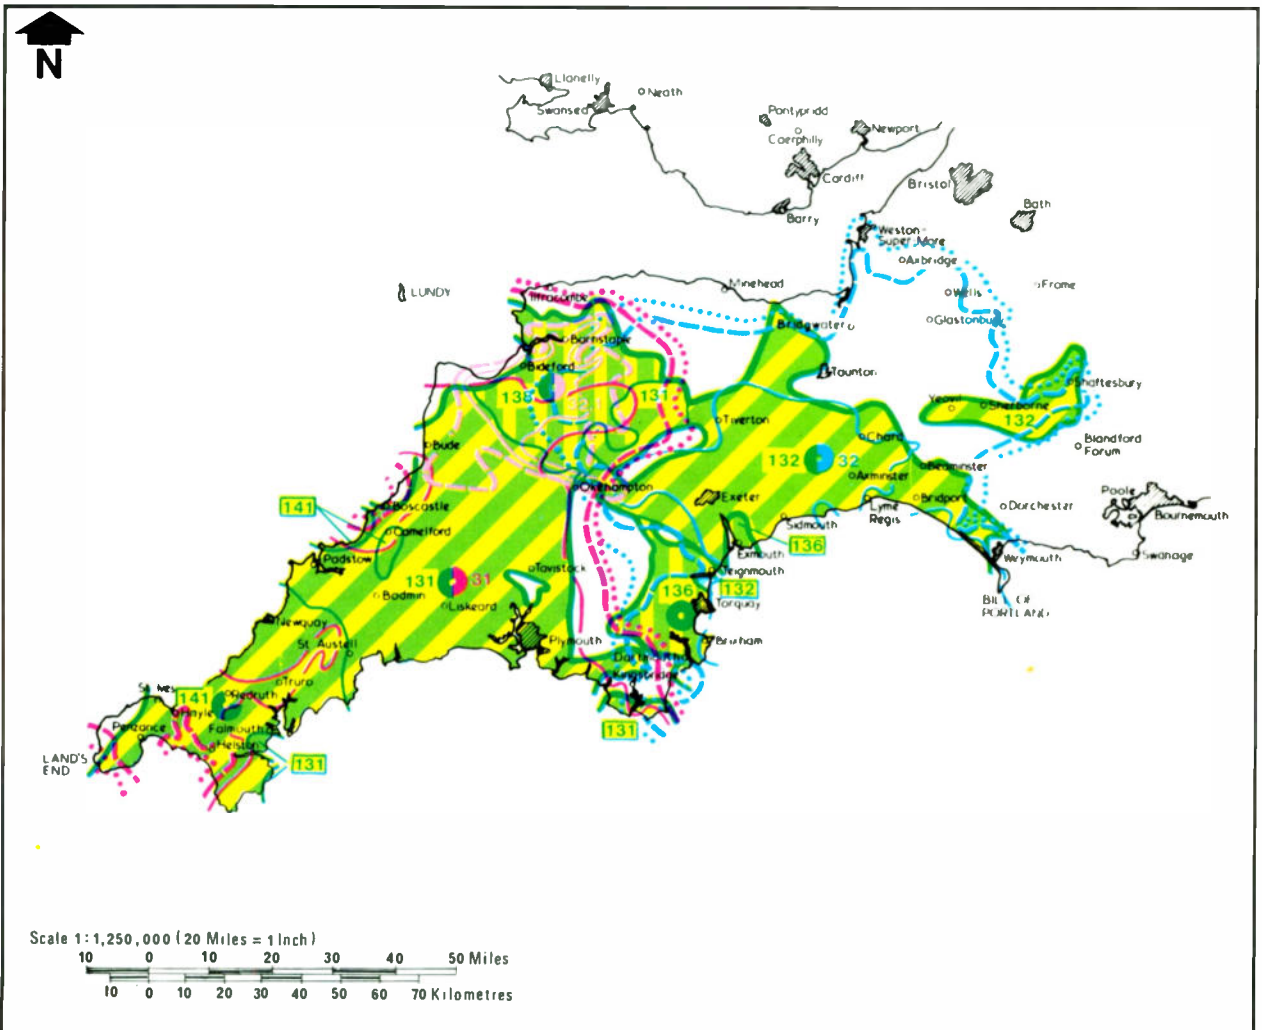 N
Llanelly
Neath
Swansea
Pontypridd
Caerphilly
Newport
Cardiff
Bristol
Barry
Bath
Weston-
Super-Mare
Axbridge
LUNDY
Minehead
Frome
Wells
Ilfracombe
Glastonbury
Bridgwater
Barnstaple
Bideford
Taunton
Shaftesbury
138
131
Yeovil
Sherborne
132
Tiverton
Chard
Blandford
Forum
Bude
132
32
Beaminster
Axminster
Okehampton
Exeter
Bridport
Poole
Bournemouth
141
Boscastle
Lyme
Regis
Dorchester
Sidmouth
Camelford
136
Exmouth
Weymouth
Swanage
Padstow
Tavistock
Teignmouth
131
31
132
Bodmin
136
BILL OF
PORTLAND
Liskeard
Torquay
Newquay
Plymouth
Brixham
St. Austell
Kingsbridge
Truro
St. Ives
141
Redruth
Hayle
Penzance
Falmouth
131
Helston
LAND'S
END
131
Scale 1:1,250,000 (20 Miles = 1 Inch)
10 0 10 20 30 40 50 Miles
10 0 10 20 30 40 50 60 70 Kilometres